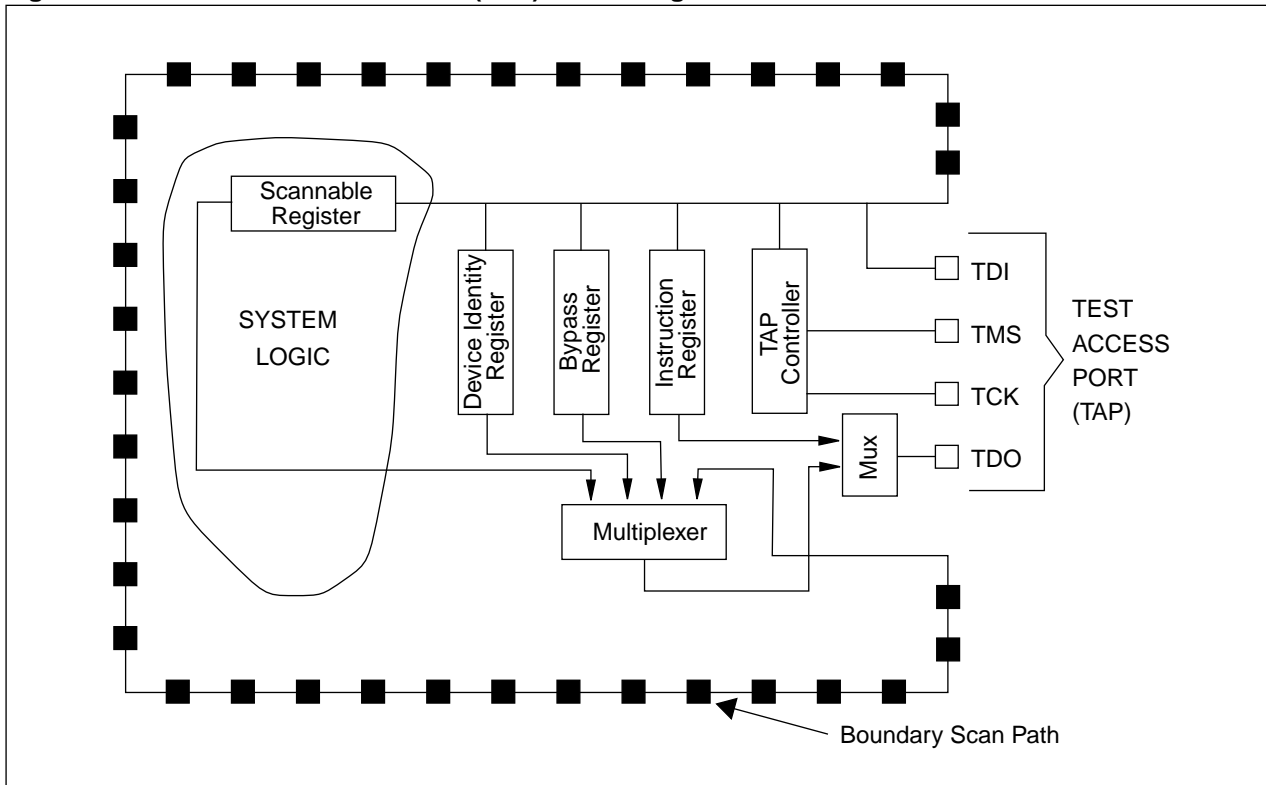 Scannable
Register
SYSTEM
LOGIC
Device Identity
Register
Bypass
Register
Instruction
Register
TAP
Controller
TDI
TMS
TCK
TDO
TEST
ACCESS
PORT
(TAP)
Mux
Multiplexer
Boundary Scan Path